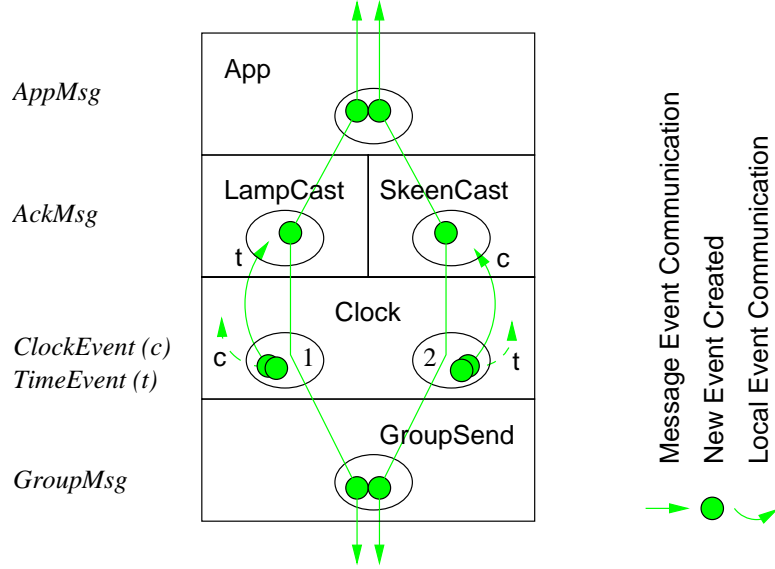 App
AppMsg
LampCast
SkeenCast
AckMsg
t
c
Clock
ClockEvent (c)
TimeEvent (t)
c
1
2
t
GroupSend
GroupMsg
Message Event Communication
New Event Created
Local Event Communication